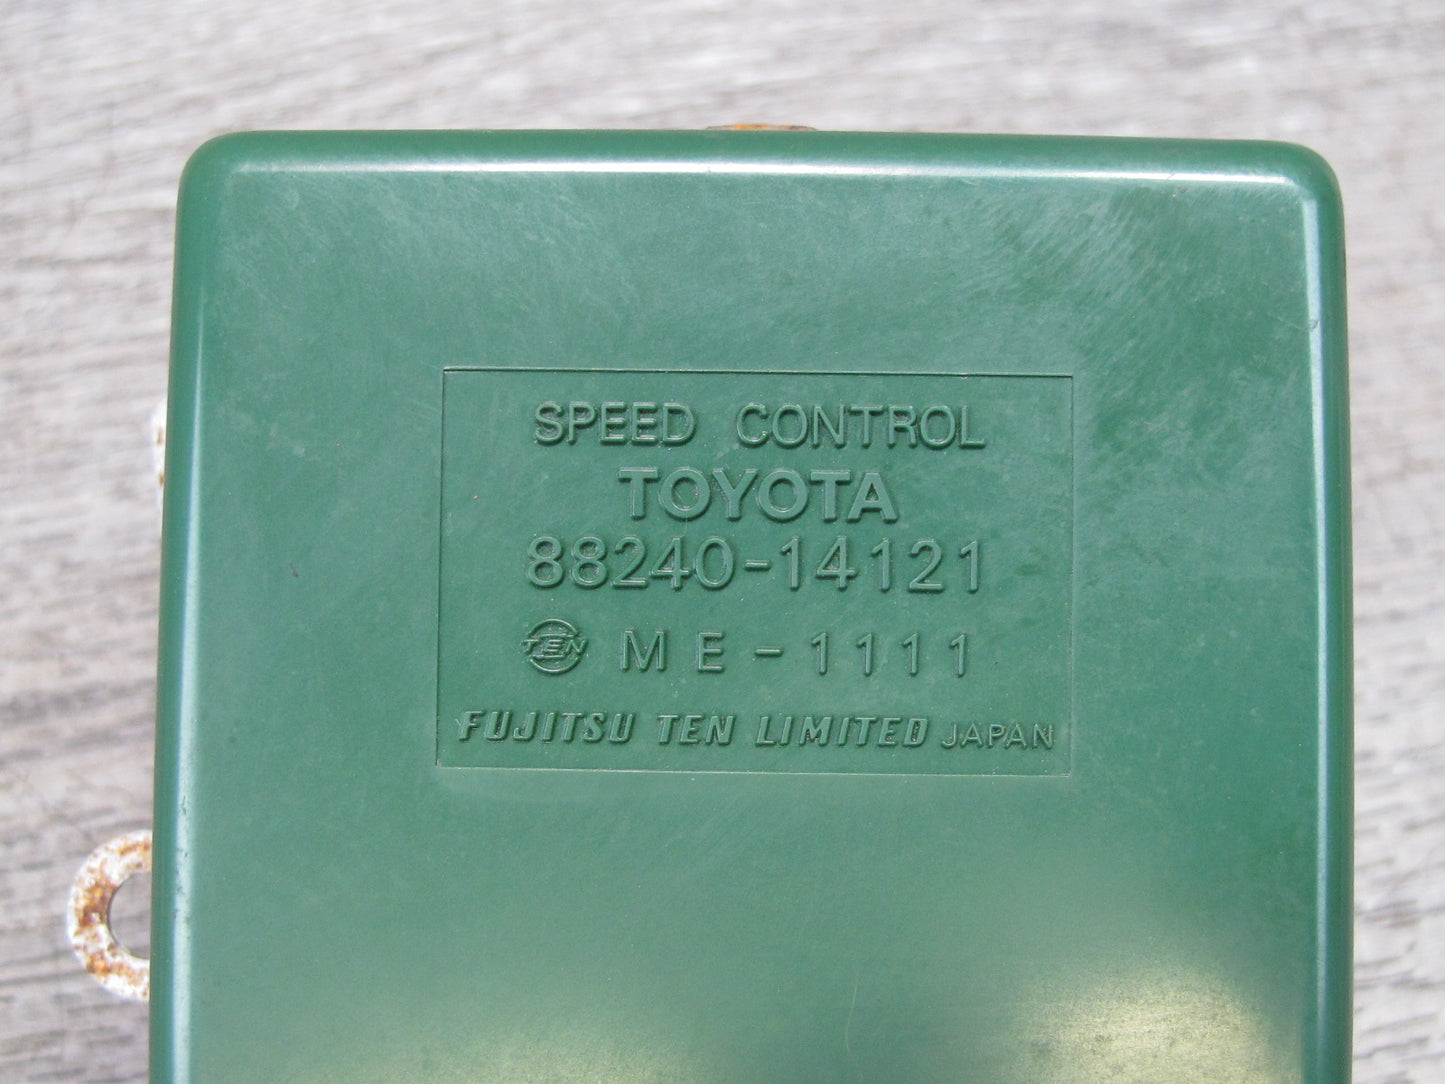 SPEED CONTROL
TOYOTA
88240-14121
TEN ME-1111
FUJITSU TEN LIMITED JAPAN